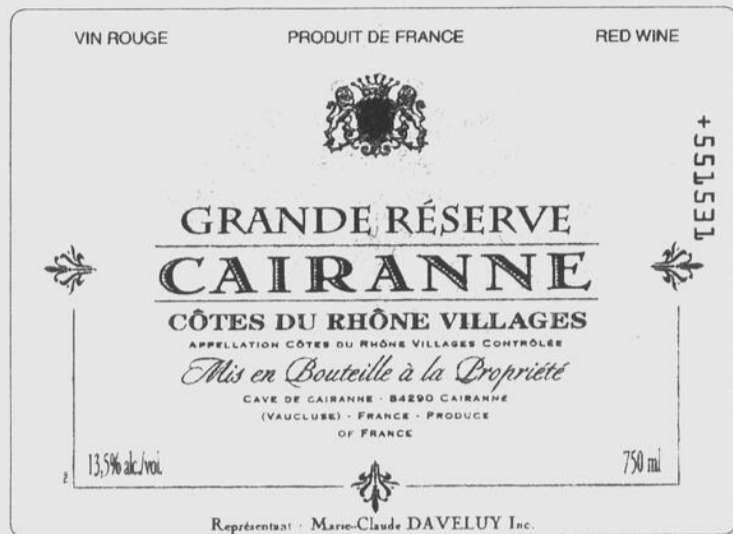 VIN ROUGE PRODUIT DE FRANCE RED WINE
+551531
GRANDE RÉSERVE
CAIRANNE
CÔTES DU RHÔNE VILLAGES
APPELLATION CÔTES DU RHÔNE VILLAGES CONTRÔLÉE
Mis en Bouteille à la Propriété
CAVE DE CAIRANNE - 84290 CAIRANNE
(VAUCLUSE) - FRANCE - PRODUCE
OF FRANCE
13,5% alc./vol. 750 ml
Représentant - Marie-Claude DAVELUY Inc.